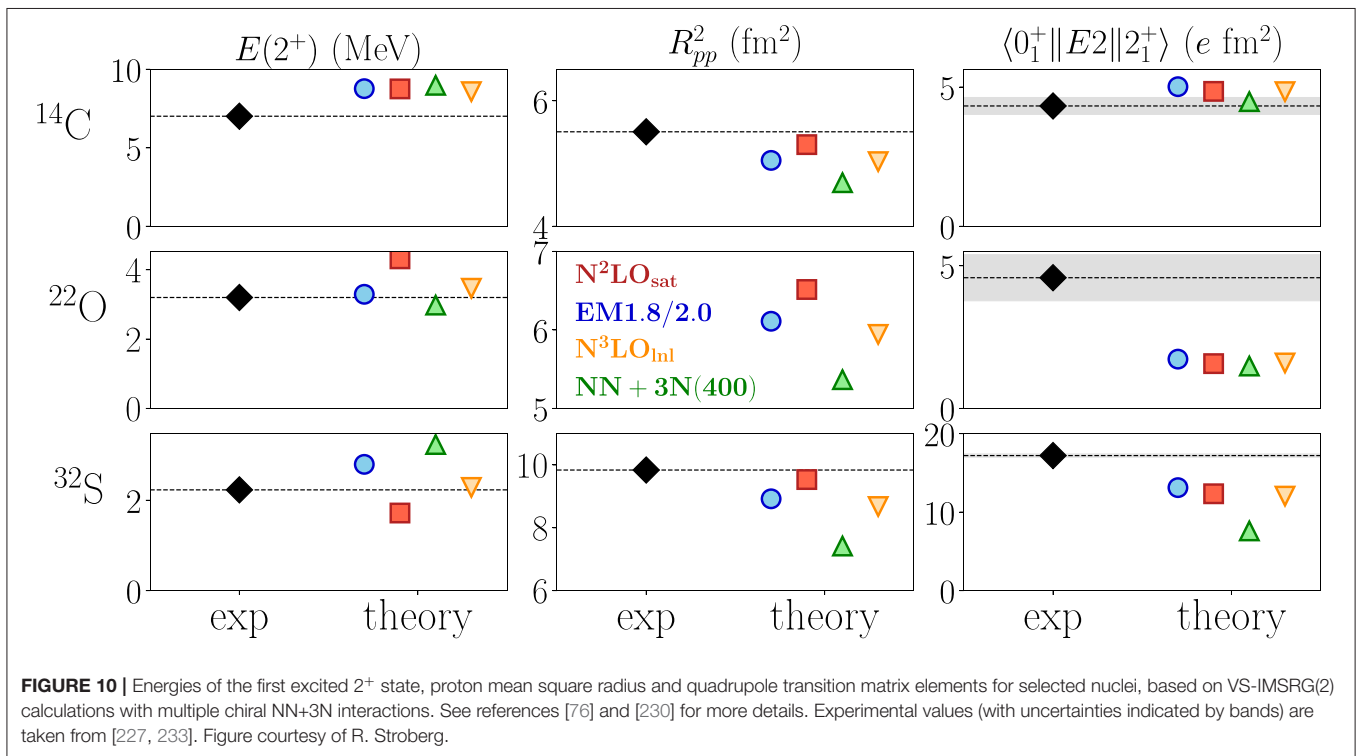 E(2⁺) (MeV)
R²ₚₚ (fm²)
⟨0₁⁺‖E2‖2₁⁺⟩ (e fm²)
¹⁴C
10
5
0
6
4
5
0
²²O
4
2
0
7
6
5
N²LOsat
EM1.8/2.0
N³LOlnl
NN + 3N(400)
5
0
³²S
2
0
10
8
6
20
10
0
exp theory
exp theory
exp theory
FIGURE 10 | Energies of the first excited 2⁺ state, proton mean square radius and quadrupole transition matrix elements for selected nuclei, based on VS-IMSRG(2)
calculations with multiple chiral NN+3N interactions. See references [76] and [230] for more details. Experimental values (with uncertainties indicated by bands) are
taken from [227, 233]. Figure courtesy of R. Stroberg.